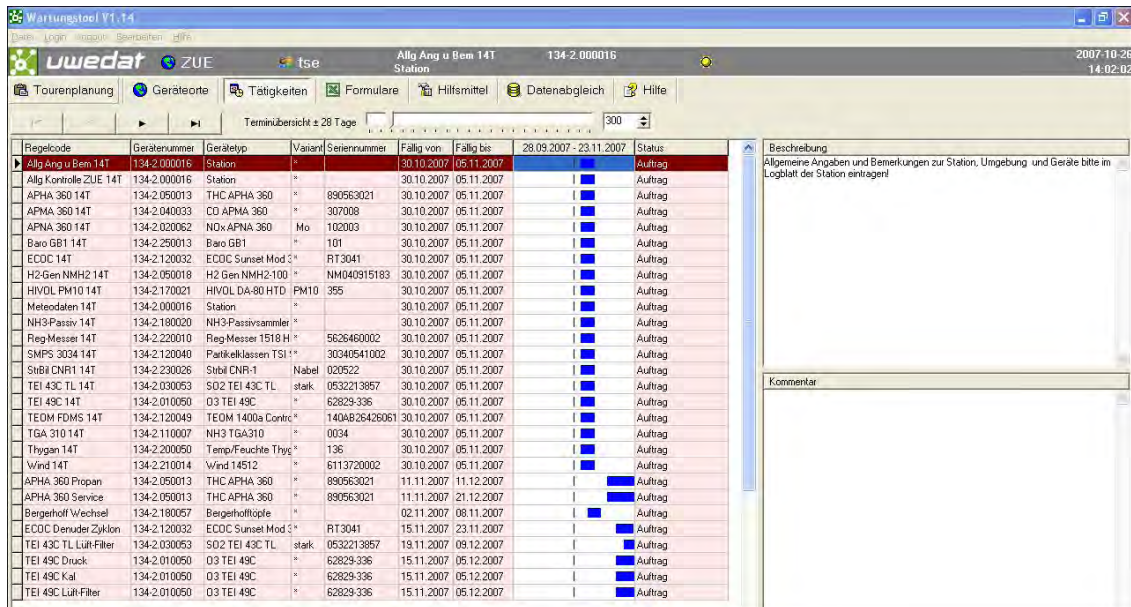 Wartungstool V1.14
Datei Login Import Bearbeiten Hilfe
uwedat ZUE tse Allg Ang u Bem 14T 134-2.000016 2007-10-26
Station 14:02:02
Tourenplanung Geräteorte Tätigkeiten Formulare Hilfsmittel Datenabgleich Hilfe
Terminübersicht ± 28 Tage 300
Regelcode Gerätenummer Gerätetyp Variant Seriennummer Fällig von Fällig bis 28.09.2007 - 23.11.2007 Status Beschreibung
Allg Ang u Bem 14T 134-2.000016 Station * 30.10.2007 05.11.2007 Auftrag Allgemeine Angaben und Bemerkungen zur Station, Umgebung und Geräte bitte im
Allg Kontrolle ZUE 14T 134-2.000016 Station * 30.10.2007 05.11.2007 Auftrag Logblatt der Station eintragen!
APHA 360 14T 134-2.050013 THC APHA 360 * 890563021 30.10.2007 05.11.2007 Auftrag
APMA 360 14T 134-2.040033 CO APMA 360 * 307008 30.10.2007 05.11.2007 Auftrag
APNA 360 14T 134-2.020062 NOx APNA 360 Mo 102003 30.10.2007 05.11.2007 Auftrag
Baro GB1 14T 134-2.250013 Baro GB1 * 101 30.10.2007 05.11.2007 Auftrag
ECOC 14T 134-2.120032 ECOC Sunset Mod 3 * RT3041 30.10.2007 05.11.2007 Auftrag
H2-Gen NMH2 14T 134-2.050018 H2 Gen NMH2-100 * NM040915183 30.10.2007 05.11.2007 Auftrag
HIVOL PM10 14T 134-2.170021 HIVOL DA-80 HTD PM10 355 30.10.2007 05.11.2007 Auftrag
Meteodaten 14T 134-2.000016 Station * 30.10.2007 05.11.2007 Auftrag
NH3-Passiv 14T 134-2.180020 NH3-Passivsammler * 30.10.2007 05.11.2007 Auftrag
Reg-Messer 14T 134-2.220010 Reg-Messer 1518 H * 5626460002 30.10.2007 05.11.2007 Auftrag
SMPS 3034 14T 134-2.120040 Partikelklassen TSI * 30340541002 30.10.2007 05.11.2007 Auftrag
StrBil CNR1 14T 134-2.230026 Strbil CNR-1 Nabel 020522 30.10.2007 05.11.2007 Auftrag
TEI 43C TL 14T 134-2.030053 SO2 TEI 43C TL stark 0532213857 30.10.2007 05.11.2007 Auftrag Kommentar
TEI 49C 14T 134-2.010050 O3 TEI 49C * 62829-336 30.10.2007 05.11.2007 Auftrag
TEOM FDMS 14T 134-2.120049 TEOM 1400a Contro * 140AB26426061 30.10.2007 05.11.2007 Auftrag
TGA 310 14T 134-2.110007 NH3 TGA310 * 0034 30.10.2007 05.11.2007 Auftrag
Thygan 14T 134-2.200050 Temp/Feuchte Thyg * 136 30.10.2007 05.11.2007 Auftrag
Wind 14T 134-2.210014 Wind 14512 * 6113720002 30.10.2007 05.11.2007 Auftrag
APHA 360 Propan 134-2.050013 THC APHA 360 * 890563021 11.11.2007 11.12.2007 Auftrag
APHA 360 Service 134-2.050013 THC APHA 360 * 890563021 11.11.2007 21.12.2007 Auftrag
Bergerhoff Wechsel 134-2.180057 Bergerhofftöpfe * 02.11.2007 08.11.2007 Auftrag
ECOC Denuder Zyklon 134-2.120032 ECOC Sunset Mod 3 * RT3041 15.11.2007 23.11.2007 Auftrag
TEI 43C TL Lüft-Filter 134-2.030053 SO2 TEI 43C TL stark 0532213857 19.11.2007 09.12.2007 Auftrag
TEI 49C Druck 134-2.010050 O3 TEI 49C * 62829-336 15.11.2007 05.12.2007 Auftrag
TEI 49C Kal 134-2.010050 O3 TEI 49C * 62829-336 15.11.2007 05.12.2007 Auftrag
TEI 49C Lüft-Filter 134-2.010050 O3 TEI 49C * 62829-336 15.11.2007 05.12.2007 Auftrag